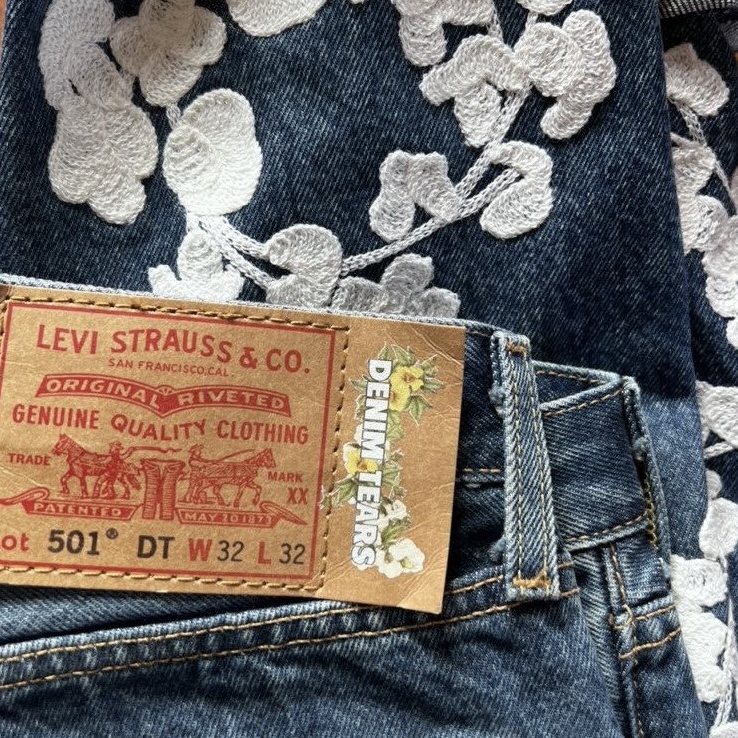 LEVI STRAUSS & CO.
SAN FRANCISCO, CAL.
ORIGINAL RIVETED
GENUINE QUALITY CLOTHING
TRADE MARK
XX
PATENTED MAY 20 1873
ot 501® DT W 32 L 32
DENIM TEARS